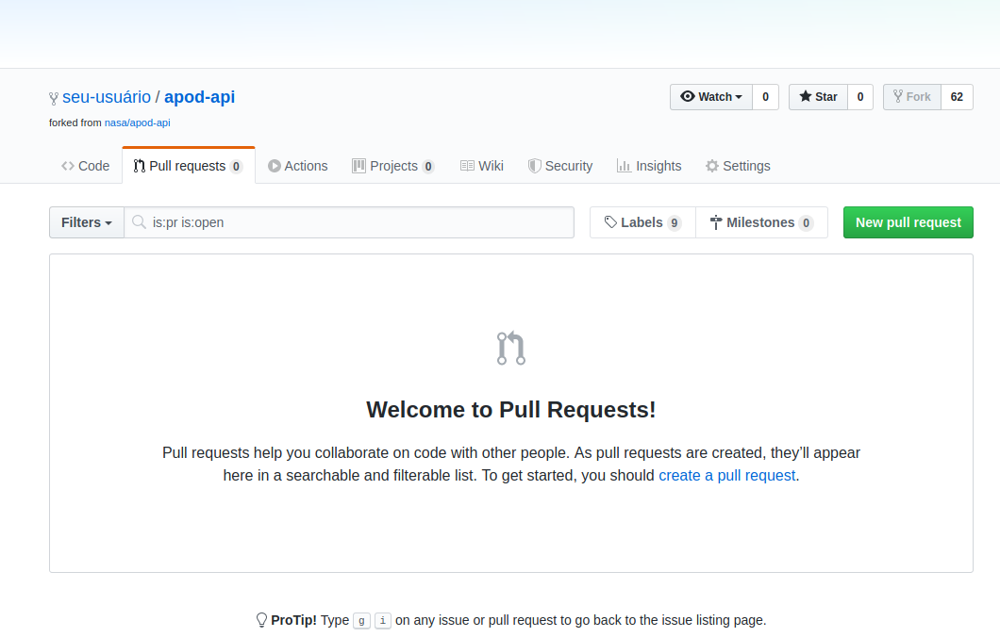 seu-usuário / apod-api
Watch 0 Star 0 Fork 62
forked from nasa/apod-api
Code Pull requests 0 Actions Projects 0 Wiki Security Insights Settings
Filters is:pr is:open Labels 9 Milestones 0 New pull request
Welcome to Pull Requests!
Pull requests help you collaborate on code with other people. As pull requests are created, they’ll appear
here in a searchable and filterable list. To get started, you should create a pull request.
ProTip! Type g i on any issue or pull request to go back to the issue listing page.